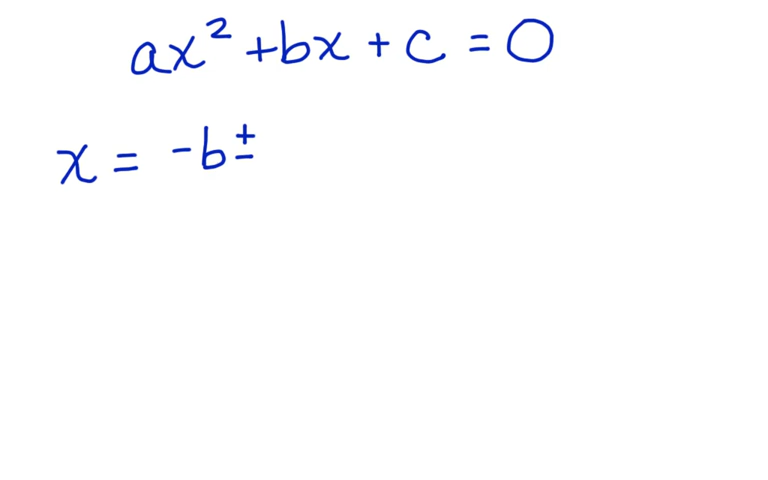 ax² + bx + c = 0
x = -b ±